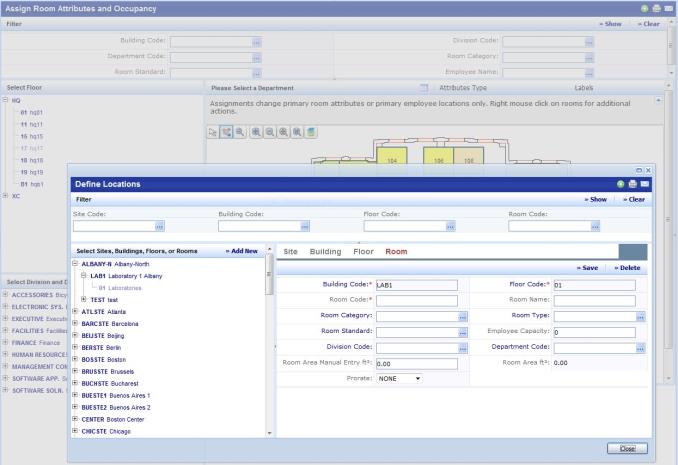 Assign Room Attributes and Occupancy
Filter » Show » Clear
Building Code: ... Division Code: ...
Department Code: ... Room Category: ...
Room Standard: ... Employee Name: ...
Select Floor
HQ
01 hq01
11 hq11
15 hq15
17 hq17
18 hq18
19 hq19
B1 hqb1
XC
Please Select a Department Attributes Type Labels
Assignments change primary room attributes or primary employee locations only. Right mouse click on rooms for additional
actions.
104 106 108
Select Division and D
ACCESSORIES Bicy
ELECTRONIC SYS.
EXECUTIVE Executi
FACILITIES Facilities
FINANCE Finance
HUMAN RESOURCES
MANAGEMENT CON
SOFTWARE APP. S
SOFTWARE SOLN.
Define Locations
Filter » Show » Clear
Site Code: Building Code: Floor Code: Room Code:
... ... ... ...
Select Sites, Buildings, Floors, or Rooms » Add New
ALBANY-N Albany-North
LAB1 Laboratory 1 Albany
01 Laboratories
TEST test
ATLSTE Atlanta
BARCSTE Barcelona
BEIJSTE Beijing
BERSTE Berlin
BOSSTE Boston
BRUSSTE Brussels
BUCHSTE Bucharest
BUESTE1 Buenos Aires 1
BUESTE2 Buenos Aires 2
CENTER Boston Center
CHICSTE Chicago
Site Building Floor Room
» Save » Delete
Building Code:* LAB1 Floor Code:* 01
Room Code:* Room Name:
Room Category: ... Room Type: ...
Room Standard: ... Employee Capacity: 0
Division Code: ... Department Code: ...
Room Area Manual Entry ft²: 0.00 Room Area ft²: 0.00
Prorate: NONE
Close